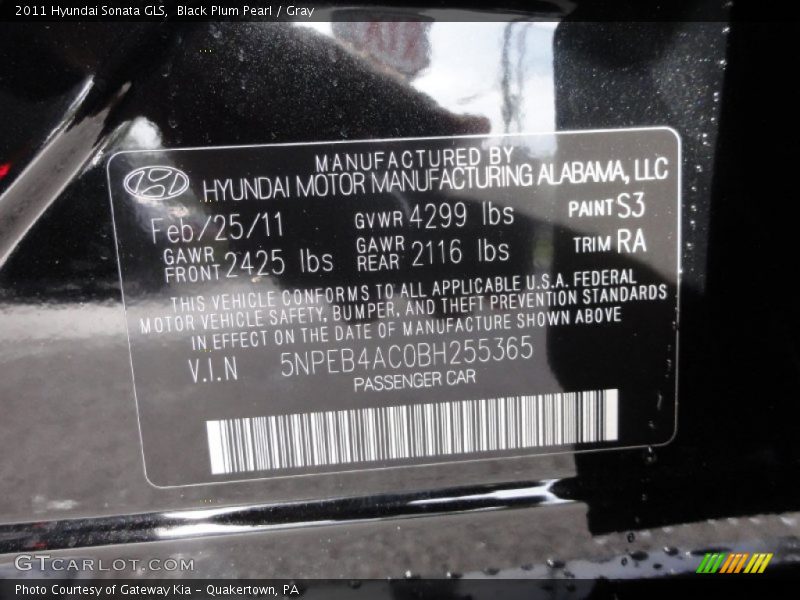 2011 Hyundai Sonata GLS, Black Plum Pearl / Gray
MANUFACTURED BY
HYUNDAI MOTOR MANUFACTURING ALABAMA, LLC
Feb/25/11 GVWR 4299 lbs PAINT S3
GAWR FRONT 2425 lbs GAWR REAR 2116 lbs TRIM RA
THIS VEHICLE CONFORMS TO ALL APPLICABLE U.S.A. FEDERAL
MOTOR VEHICLE SAFETY, BUMPER, AND THEFT PREVENTION STANDARDS
IN EFFECT ON THE DATE OF MANUFACTURE SHOWN ABOVE
V.I.N 5NPEB4AC0BH255365
PASSENGER CAR
GTCARLOT.COM
Photo Courtesy of Gateway Kia - Quakertown, PA